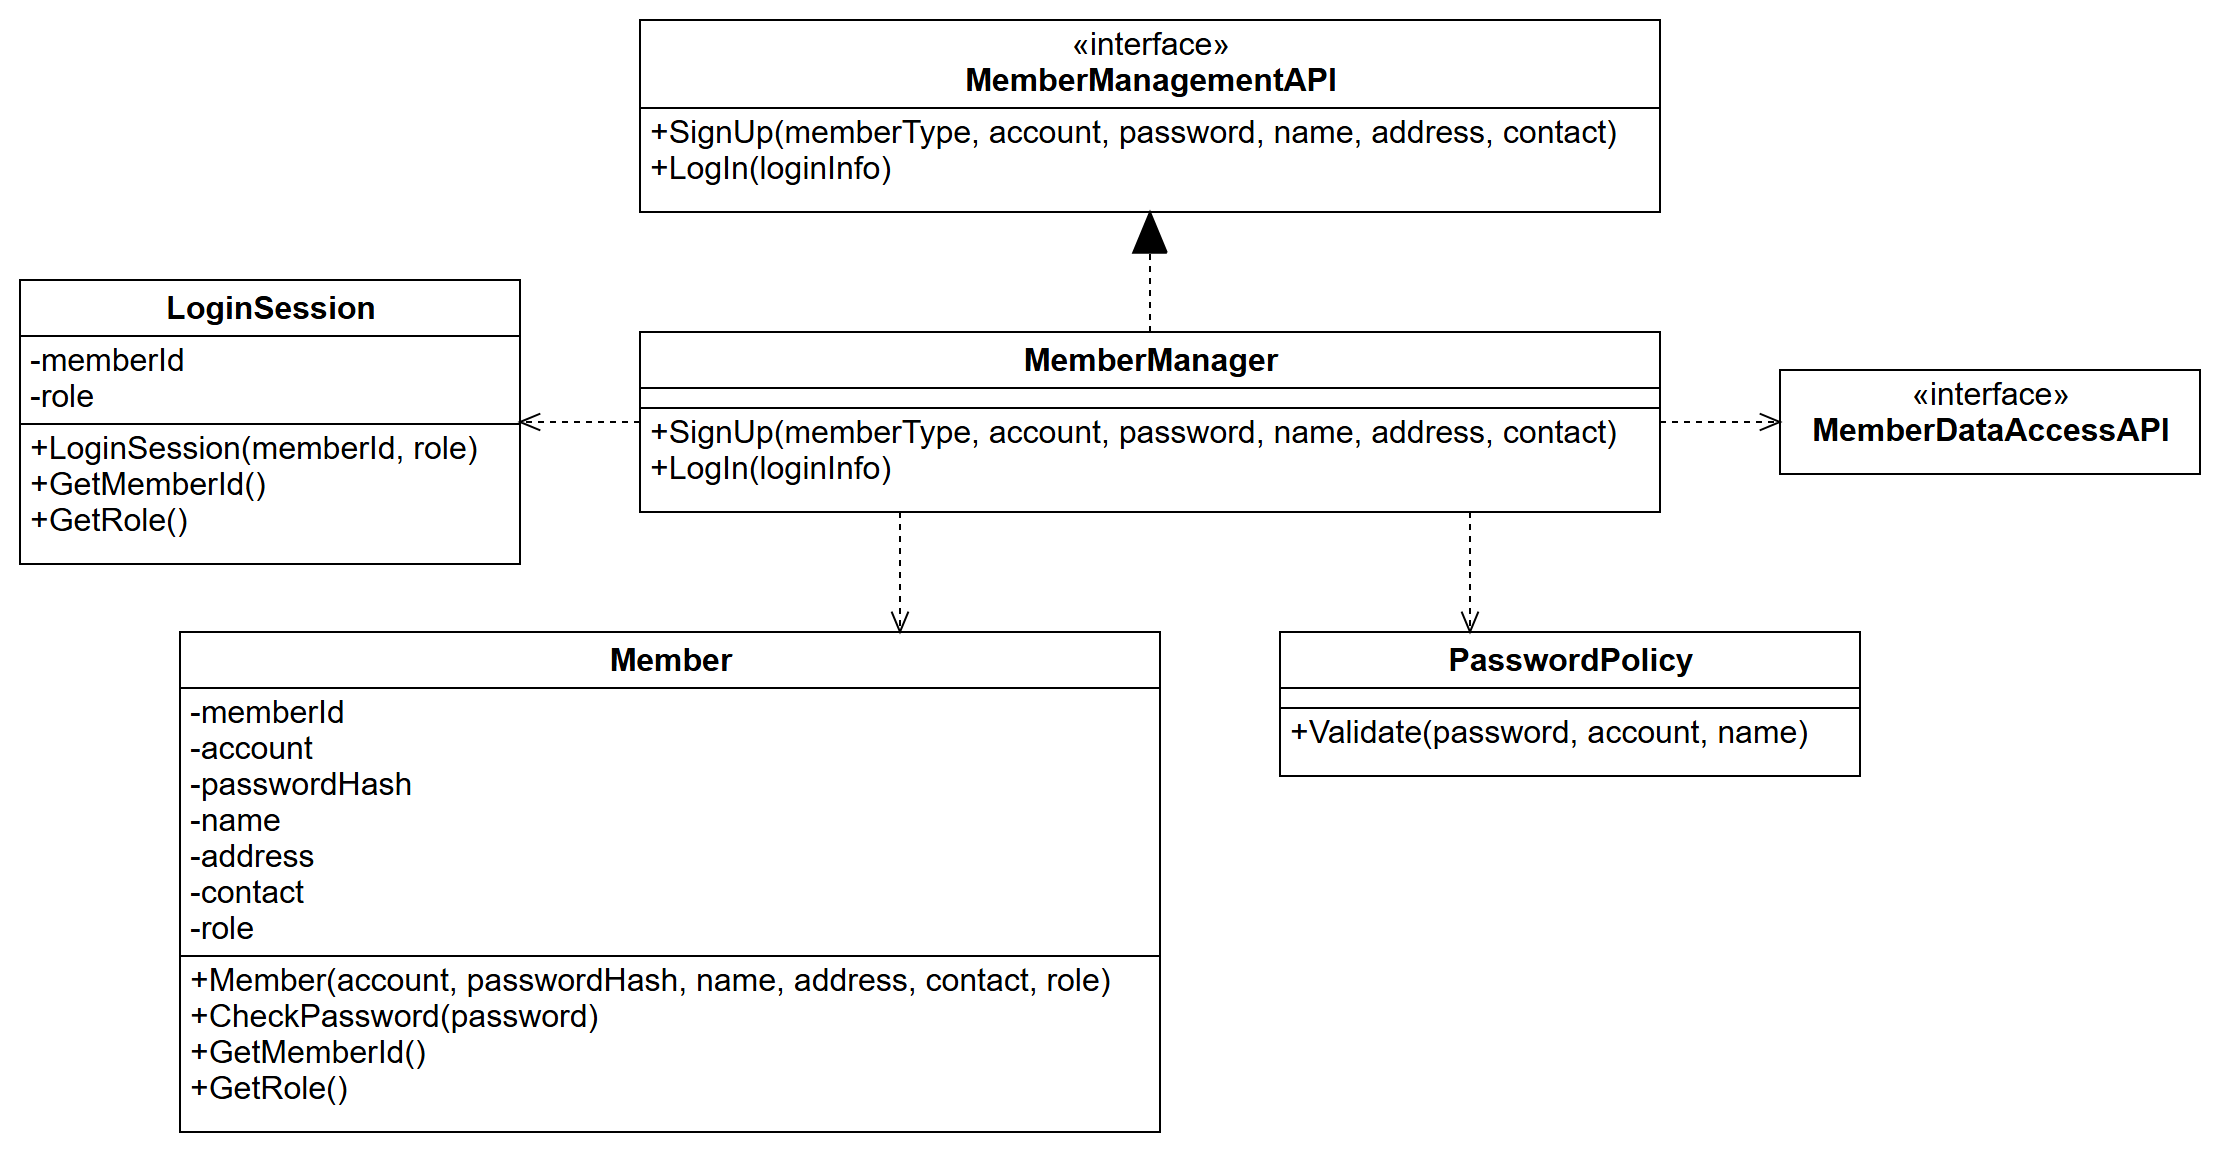 «interface»
MemberManagementAPI
+SignUp(memberType, account, password, name, address, contact)
+LogIn(loginInfo)
LoginSession
-memberId
-role
+LoginSession(memberId, role)
+GetMemberId()
+GetRole()
MemberManager
+SignUp(memberType, account, password, name, address, contact)
+LogIn(loginInfo)
«interface»
MemberDataAccessAPI
Member
-memberId
-account
-passwordHash
-name
-address
-contact
-role
+Member(account, passwordHash, name, address, contact, role)
+CheckPassword(password)
+GetMemberId()
+GetRole()
PasswordPolicy
+Validate(password, account, name)